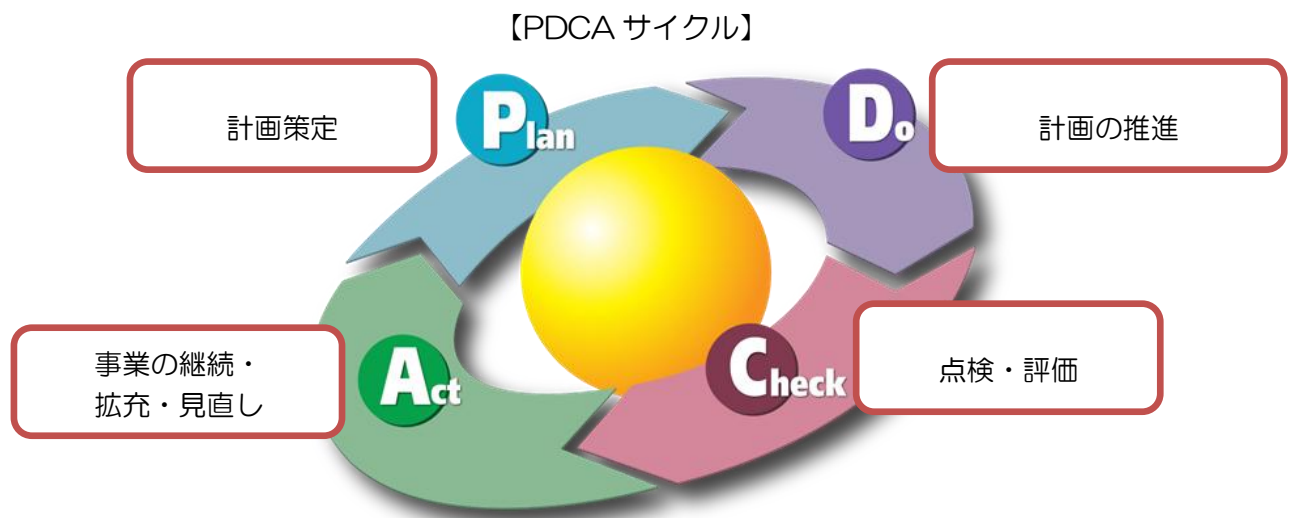 【PDCA サイクル】
計画策定
Plan
Do
計画の推進
事業の継続・
拡充・見直し
Act
Check
点検・評価